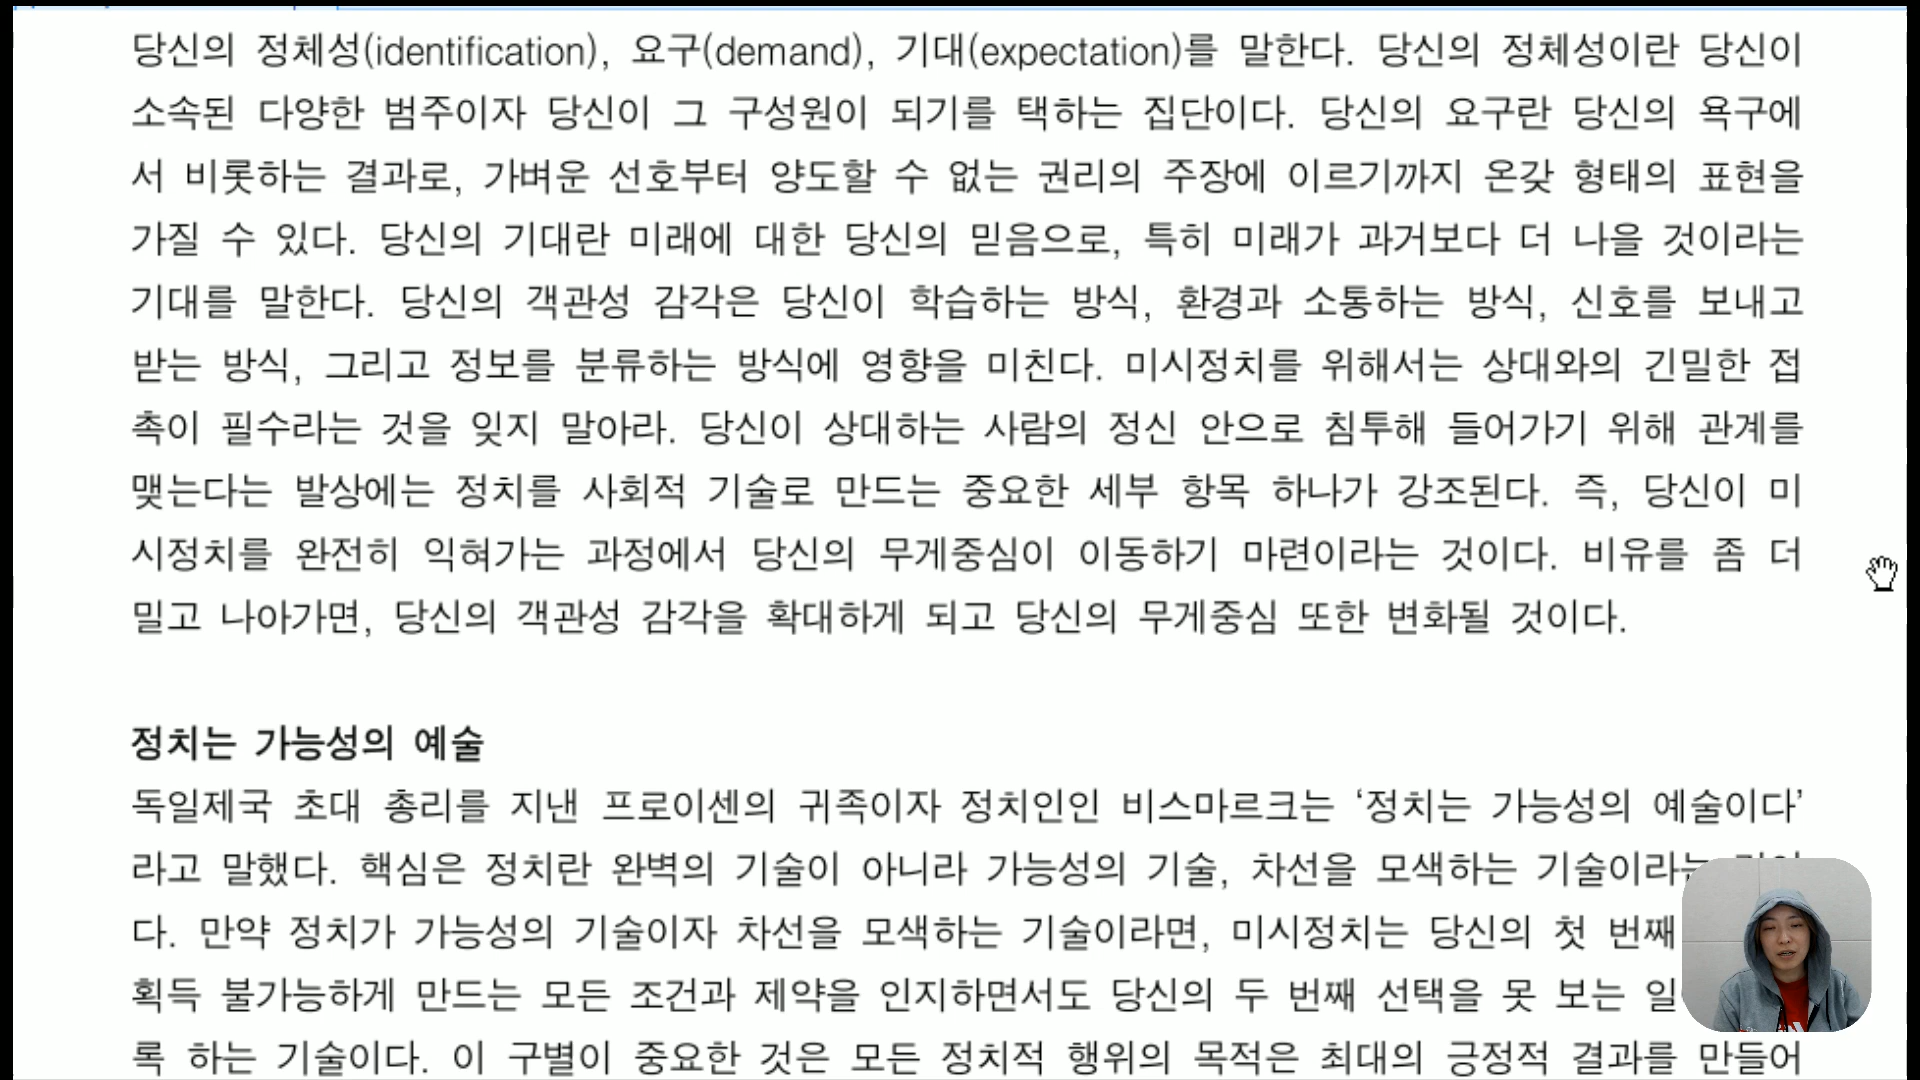 당신의 정체성(identification), 요구(demand), 기대(expectation)를 말한다. 당신의 정체성이란 당신이
소속된 다양한 범주이자 당신이 그 구성원이 되기를 택하는 집단이다. 당신의 요구란 당신의 욕구에
서 비롯하는 결과로, 가벼운 선호부터 양도할 수 없는 권리의 주장에 이르기까지 온갖 형태의 표현을
가질 수 있다. 당신의 기대란 미래에 대한 당신의 믿음으로, 특히 미래가 과거보다 더 나을 것이라는
기대를 말한다. 당신의 객관성 감각은 당신이 학습하는 방식, 환경과 소통하는 방식, 신호를 보내고
받는 방식, 그리고 정보를 분류하는 방식에 영향을 미친다. 미시정치를 위해서는 상대와의 긴밀한 접
촉이 필수라는 것을 잊지 말아라. 당신이 상대하는 사람의 정신 안으로 침투해 들어가기 위해 관계를
맺는다는 발상에는 정치를 사회적 기술로 만드는 중요한 세부 항목 하나가 강조된다. 즉, 당신이 미
시정치를 완전히 익혀가는 과정에서 당신의 무게중심이 이동하기 마련이라는 것이다. 비유를 좀 더
밀고 나아가면, 당신의 객관성 감각을 확대하게 되고 당신의 무게중심 또한 변화될 것이다.
정치는 가능성의 예술
독일제국 초대 총리를 지낸 프로이센의 귀족이자 정치인인 비스마르크는 ‘정치는 가능성의 예술이다’
라고 말했다. 핵심은 정치란 완벽의 기술이 아니라 가능성의 기술, 차선을 모색하는 기술이라는
다. 만약 정치가 가능성의 기술이자 차선을 모색하는 기술이라면, 미시정치는 당신의 첫 번째
획득 불가능하게 만드는 모든 조건과 제약을 인지하면서도 당신의 두 번째 선택을 못 보는 일
록 하는 기술이다. 이 구별이 중요한 것은 모든 정치적 행위의 목적은 최대의 긍정적 결과를 만들어